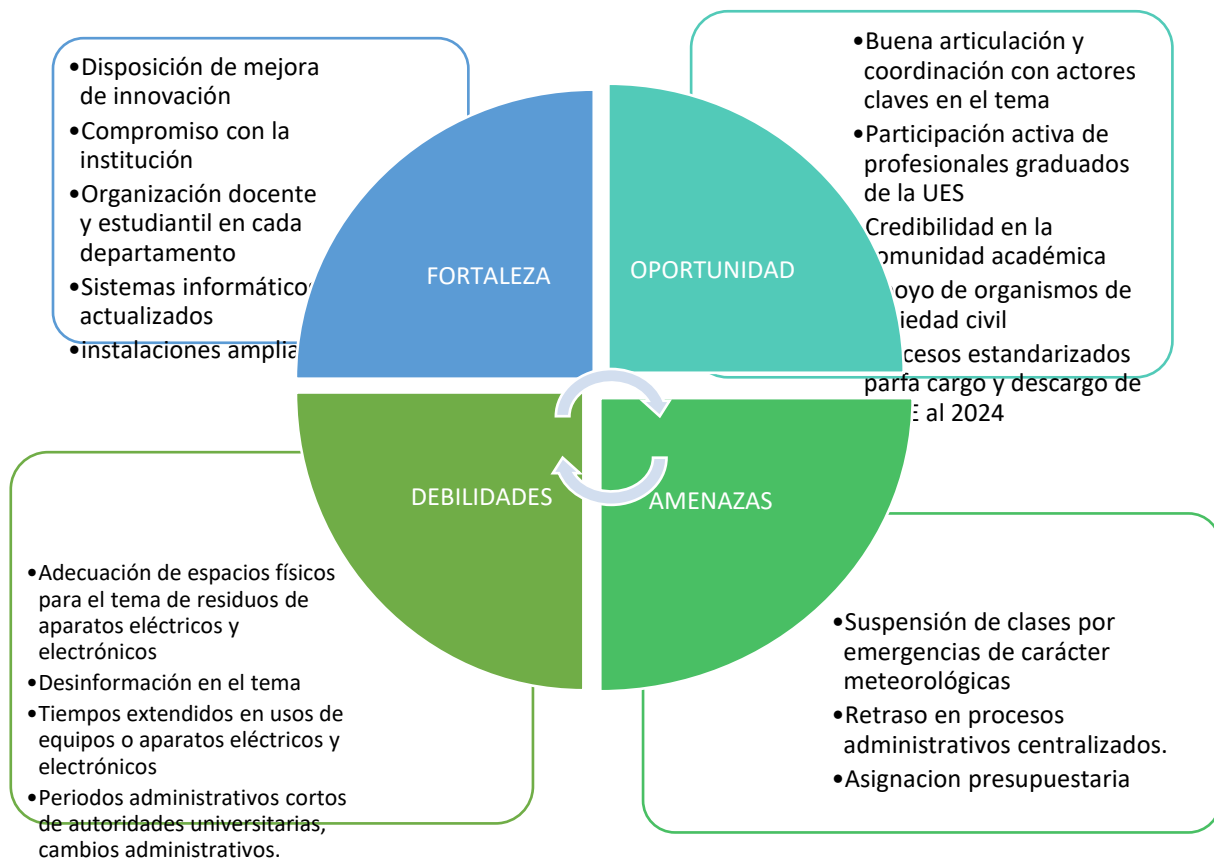 •Disposición de mejora
de innovación
•Compromiso con la
institución
•Organización docente
y estudiantil en cada
departamento
•Sistemas informáticos
actualizados
•instalaciones
FORTALEZA
•Buena articulación y
coordinación con actores
claves en el tema
•Participación activa de
profesionales graduados
de la UES
Credibilidad en la
comunidad académica
de organismos de
civil
estandarizados
parfa cargo y descargo de
al 2024
OPORTUNIDAD
DEBILIDADES
•Adecuación de espacios físicos
para el tema de residuos de
aparatos eléctricos y
electrónicos
•Desinformación en el tema
•Tiempos extendidos en usos de
equipos o aparatos eléctricos y
electrónicos
•Periodos administrativos cortos
de autoridades universitarias,
cambios administrativos.
AMENAZAS
•Suspensión de clases por
emergencias de carácter
meteorológicas
•Retraso en procesos
administrativos centralizados.
•Asignacion presupuestaria